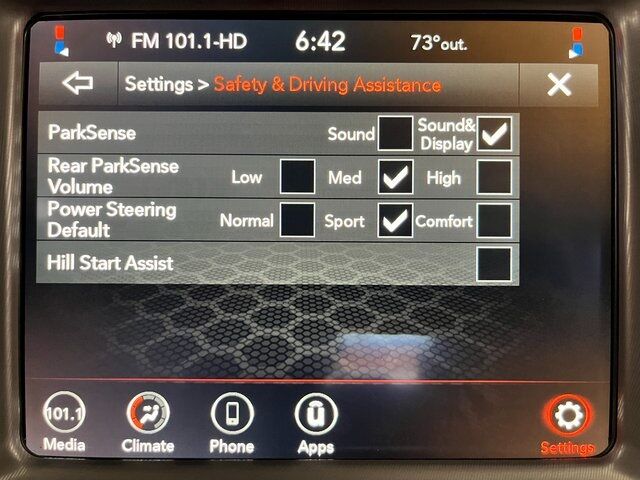 FM 101.1-HD 6:42 73°out.
Settings > Safety & Driving Assistance
ParkSense Sound Sound& Display
Rear ParkSense Volume Low Med High
Power Steering Default Normal Sport Comfort
Hill Start Assist
101.1
Media Climate Phone Apps Settings